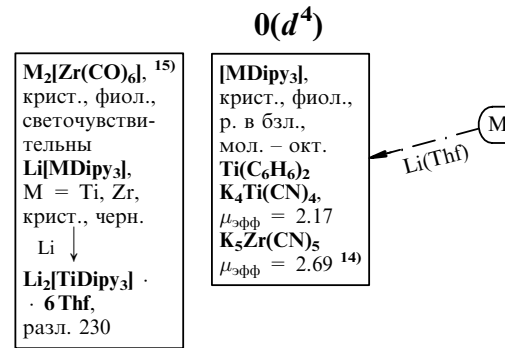 0(d⁴)
M₂[Zr(CO)₆], ¹⁵⁾
крист., фиол.,
светочувстви-
тельны
Li[MDipy₃],
M = Ti, Zr,
крист., черн.
Li
Li₂[TiDipy₃] ·
· 6 Thf,
разл. 230
[MDipy₃],
крист., фиол.,
р. в бзл.,
мол. – окт.
Ti(C₆H₆)₂
K₄Ti(CN)₄,
μэфф = 2.17
K₅Zr(CN)₅
μэфф = 2.69 ¹⁴⁾
Li(Thf)
M